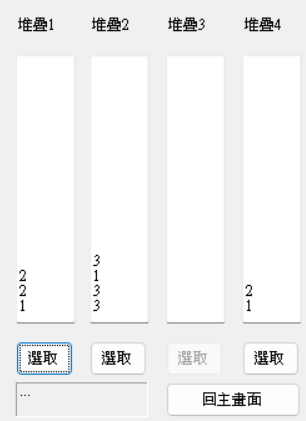 堆疊1 堆疊2 堆疊3 堆疊4
3
2 1
2 3 2
1 3 1
選取 選取 選取 選取
... 回主畫面